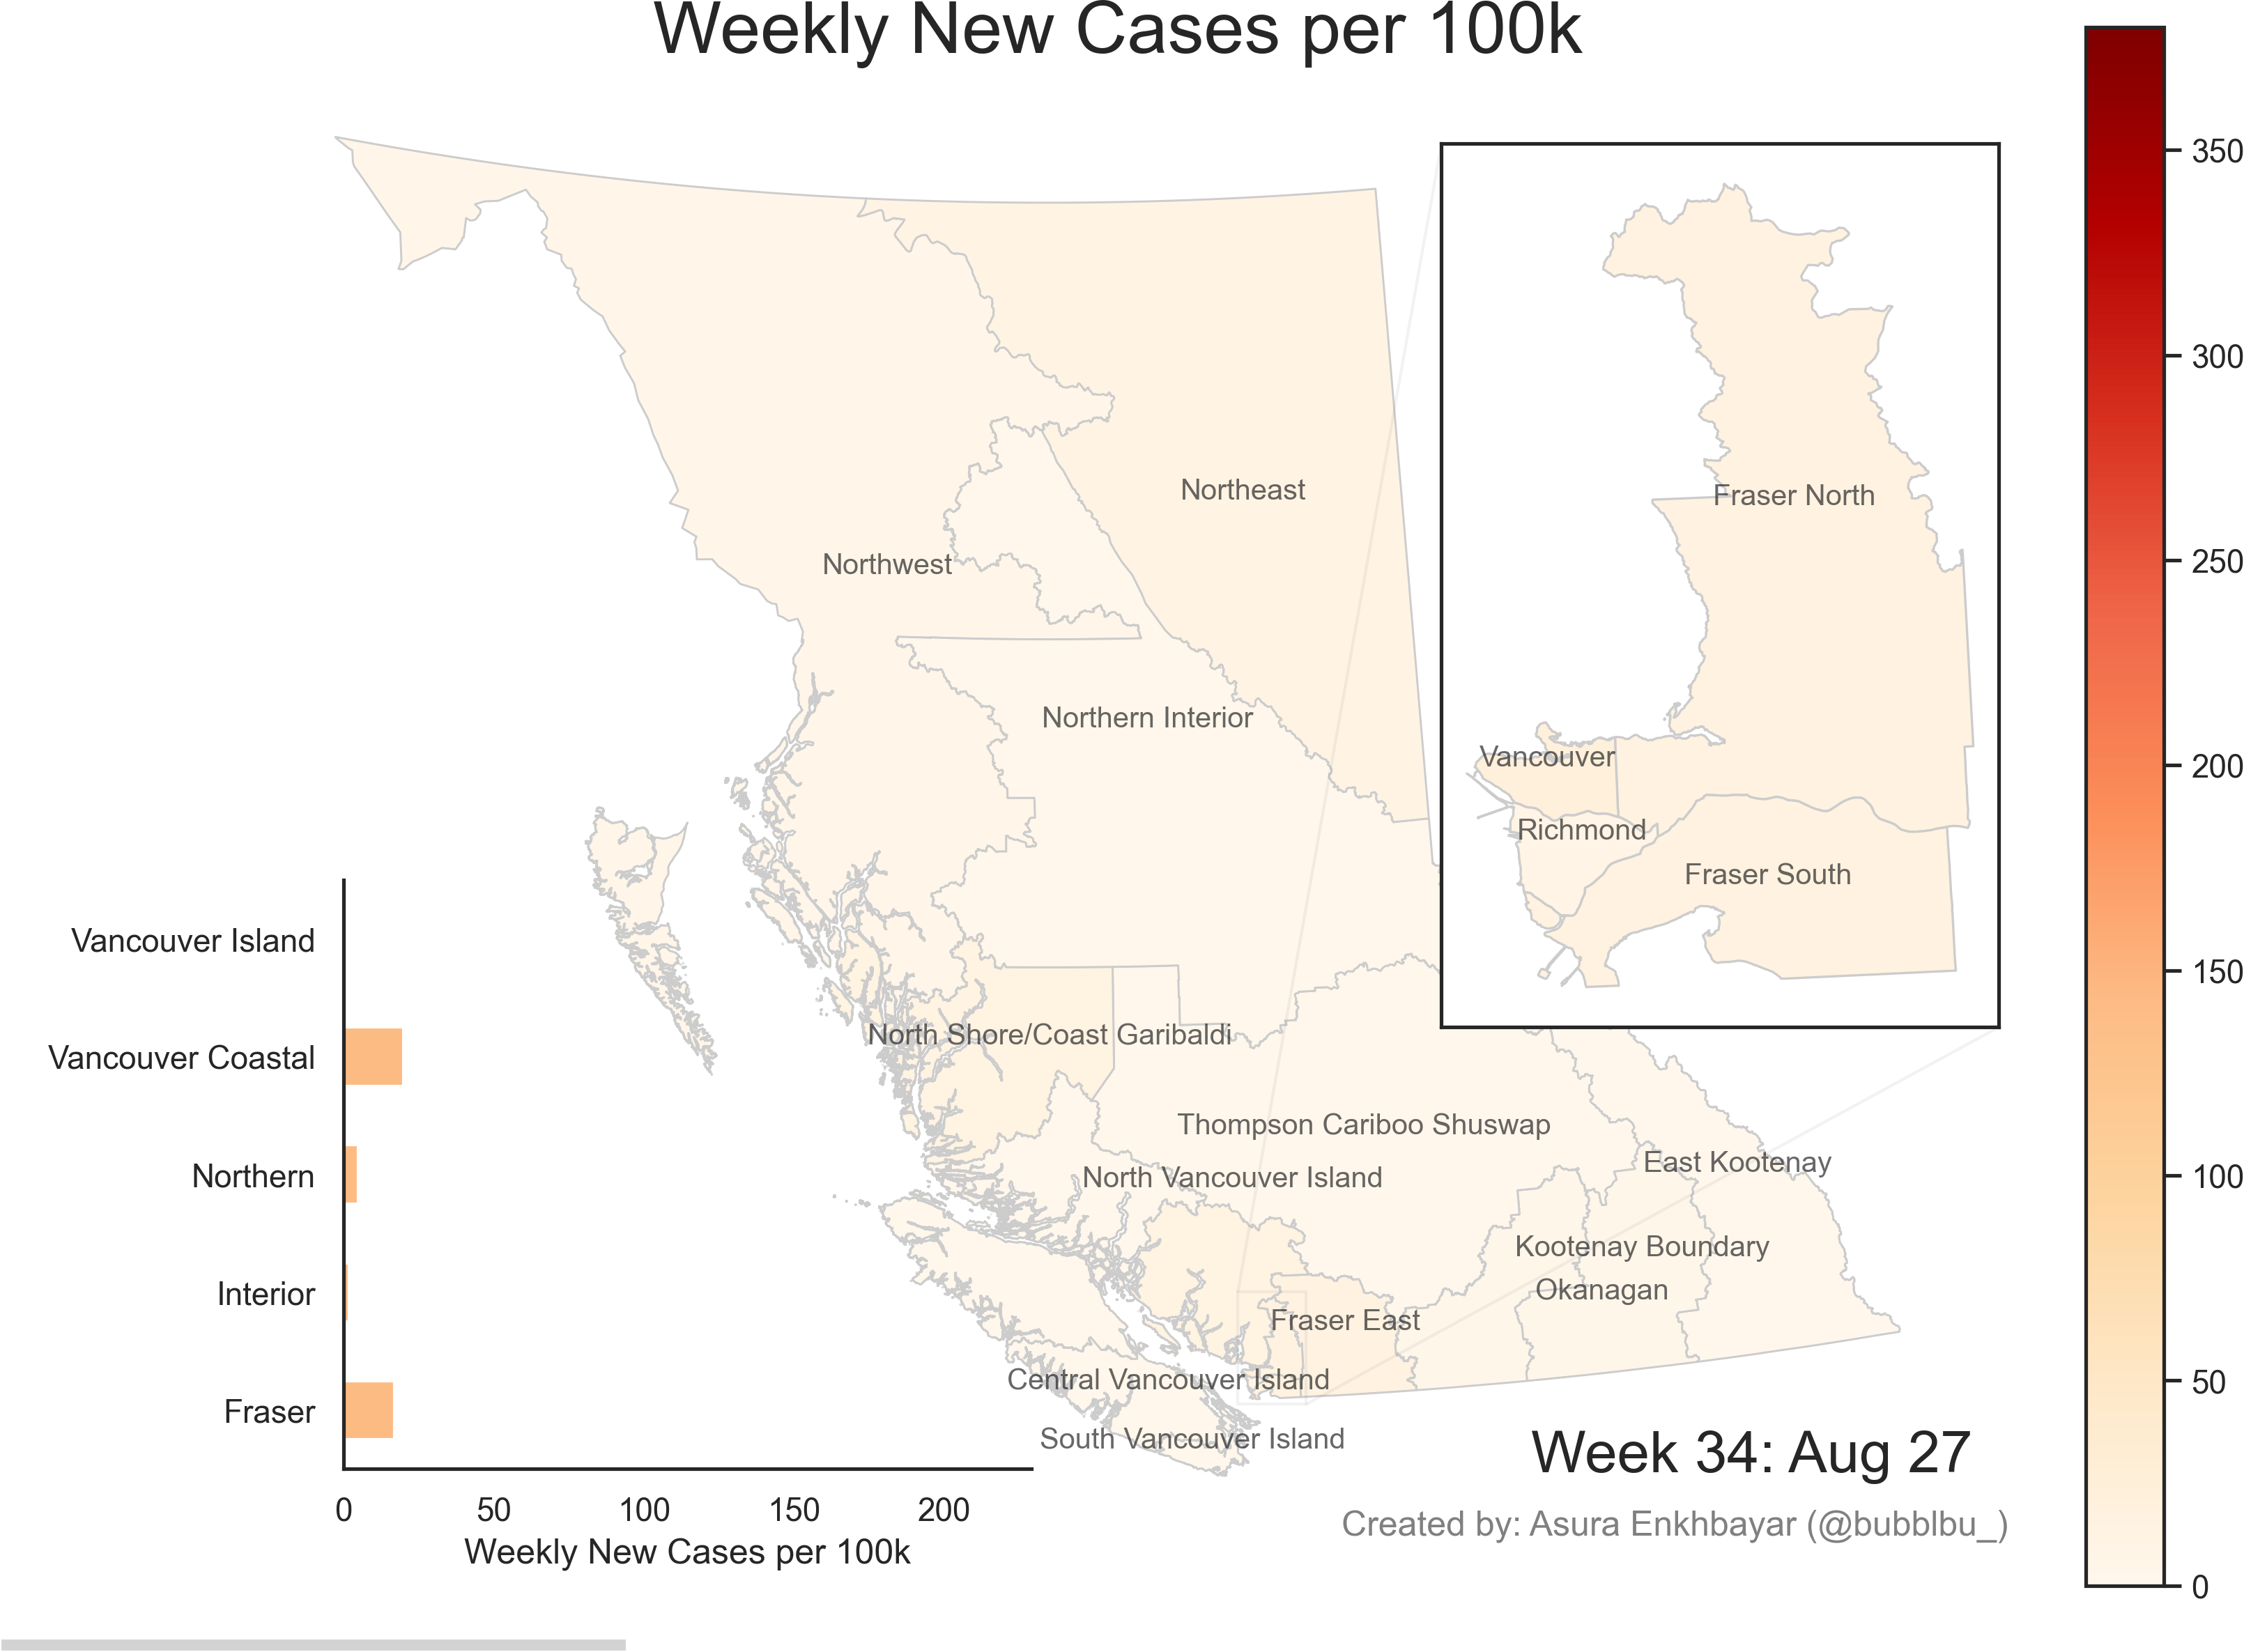 Weekly New Cases per 100k
350
300
250
200
150
100
50
0
Northeast
Northwest
Northern Interior
North Shore/Coast Garibaldi
Thompson Cariboo Shuswap
North Vancouver Island
East Kootenay
Kootenay Boundary
Okanagan
Fraser East
Central Vancouver Island
South Vancouver Island
Fraser North
Vancouver
Richmond
Fraser South
Vancouver Island
Vancouver Coastal
Northern
Interior
Fraser
0 50 100 150 200
Weekly New Cases per 100k
Week 34: Aug 27
Created by: Asura Enkhbayar (@bubblbu_)